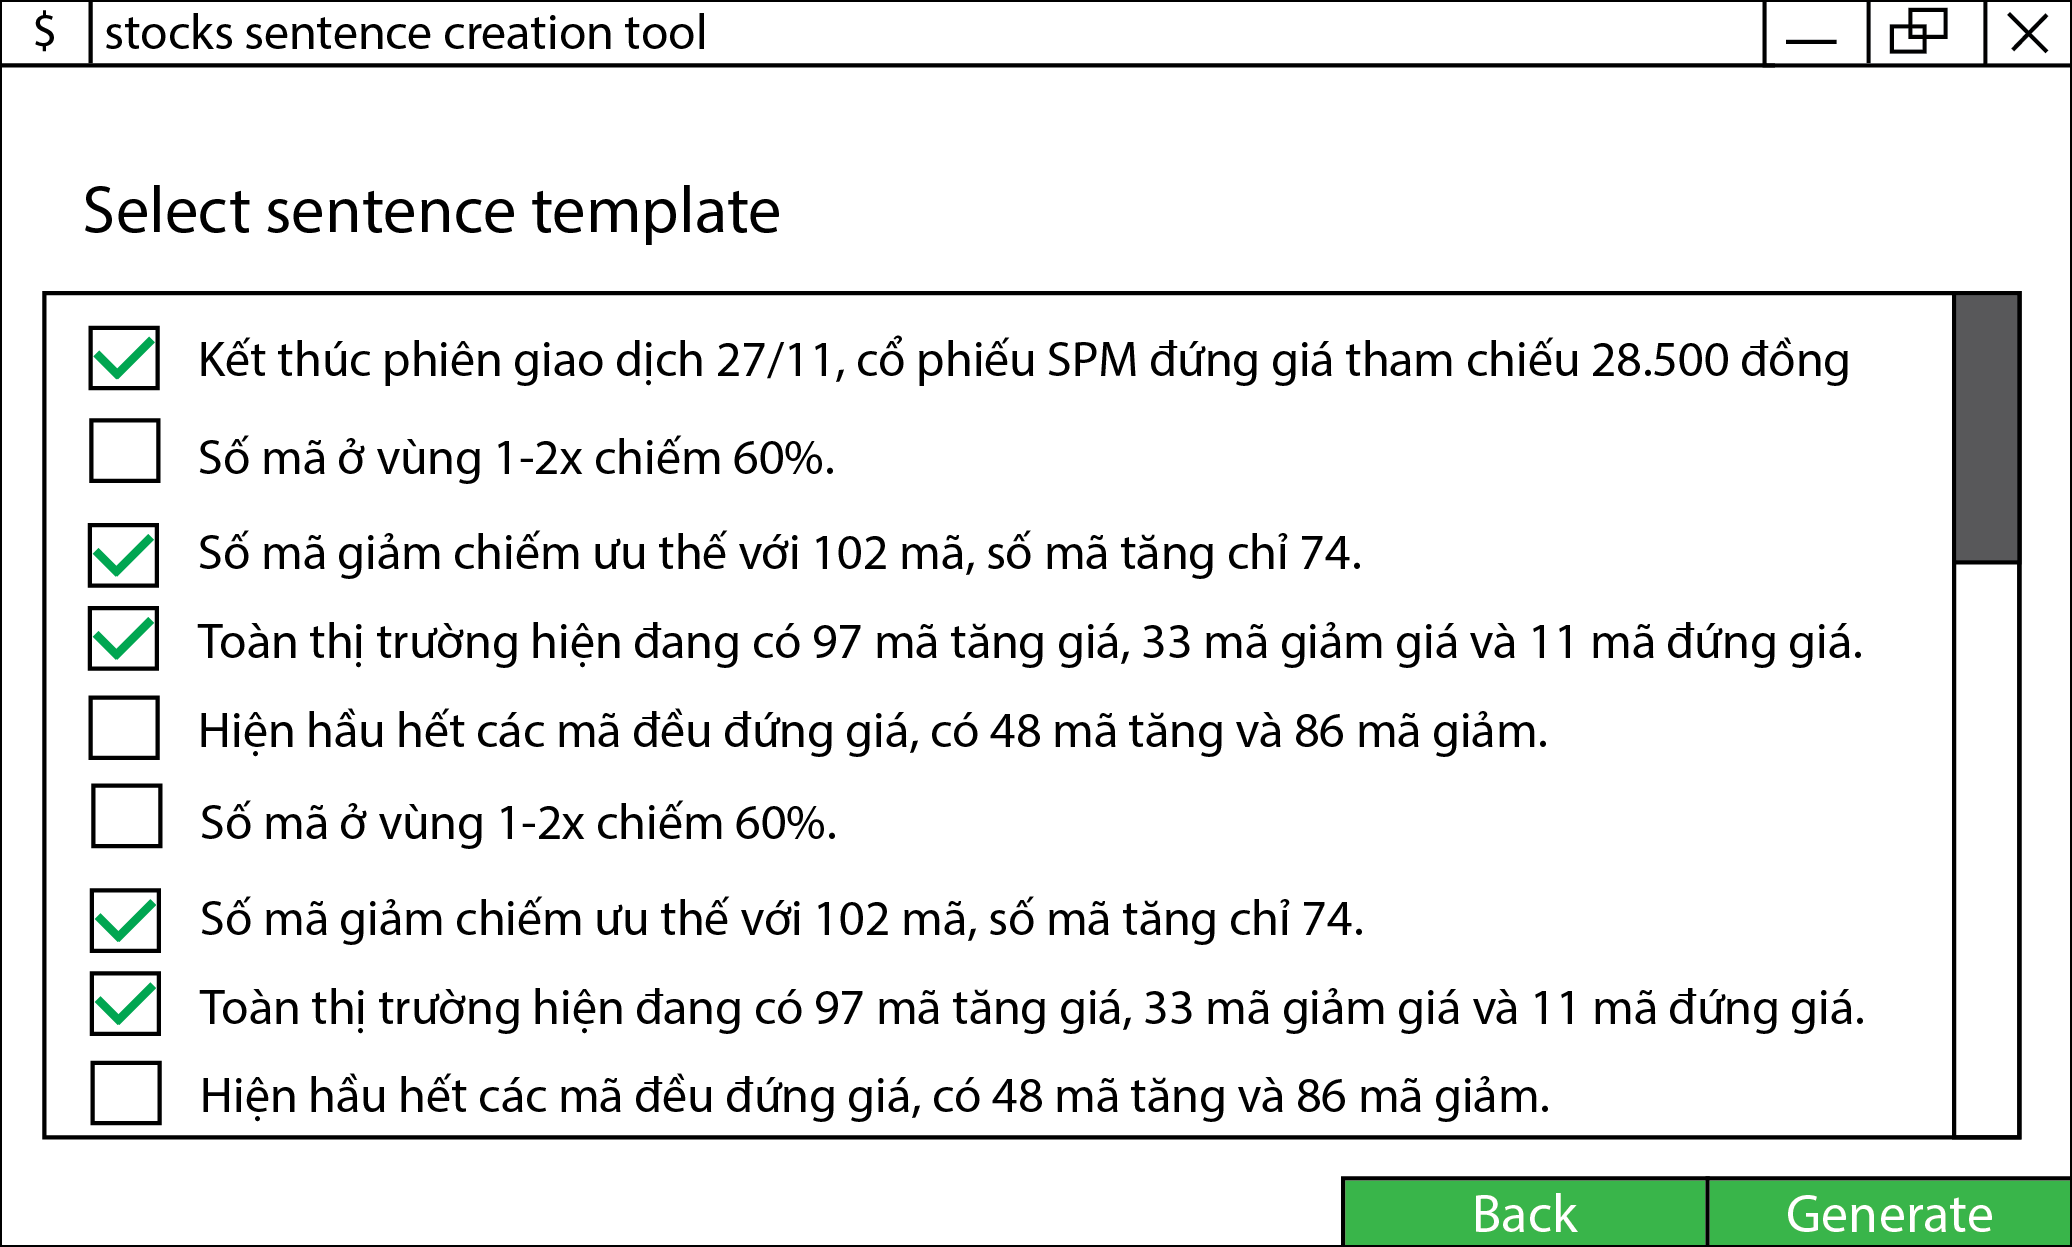 $ stocks sentence creation tool
Select sentence template
Kết thúc phiên giao dịch 27/11, cổ phiếu SPM đứng giá tham chiếu 28.500 đồng
Số mã ở vùng 1-2x chiếm 60%.
Số mã giảm chiếm ưu thế với 102 mã, số mã tăng chỉ 74.
Toàn thị trường hiện đang có 97 mã tăng giá, 33 mã giảm giá và 11 mã đứng giá.
Hiện hầu hết các mã đều đứng giá, có 48 mã tăng và 86 mã giảm.
Số mã ở vùng 1-2x chiếm 60%.
Số mã giảm chiếm ưu thế với 102 mã, số mã tăng chỉ 74.
Toàn thị trường hiện đang có 97 mã tăng giá, 33 mã giảm giá và 11 mã đứng giá.
Hiện hầu hết các mã đều đứng giá, có 48 mã tăng và 86 mã giảm.
Back Generate